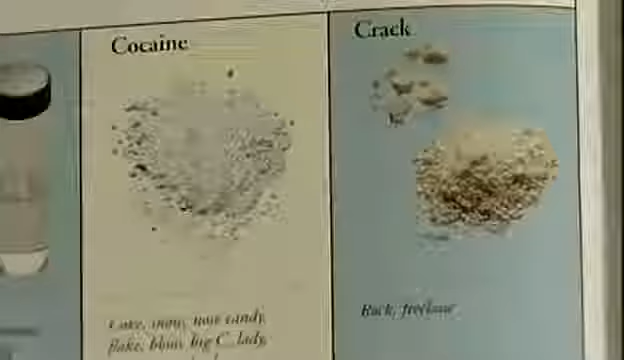 Cocaine
Crack
Coke, snow, nose candy,
flake, blow, big C, lady,
Rock, freebase